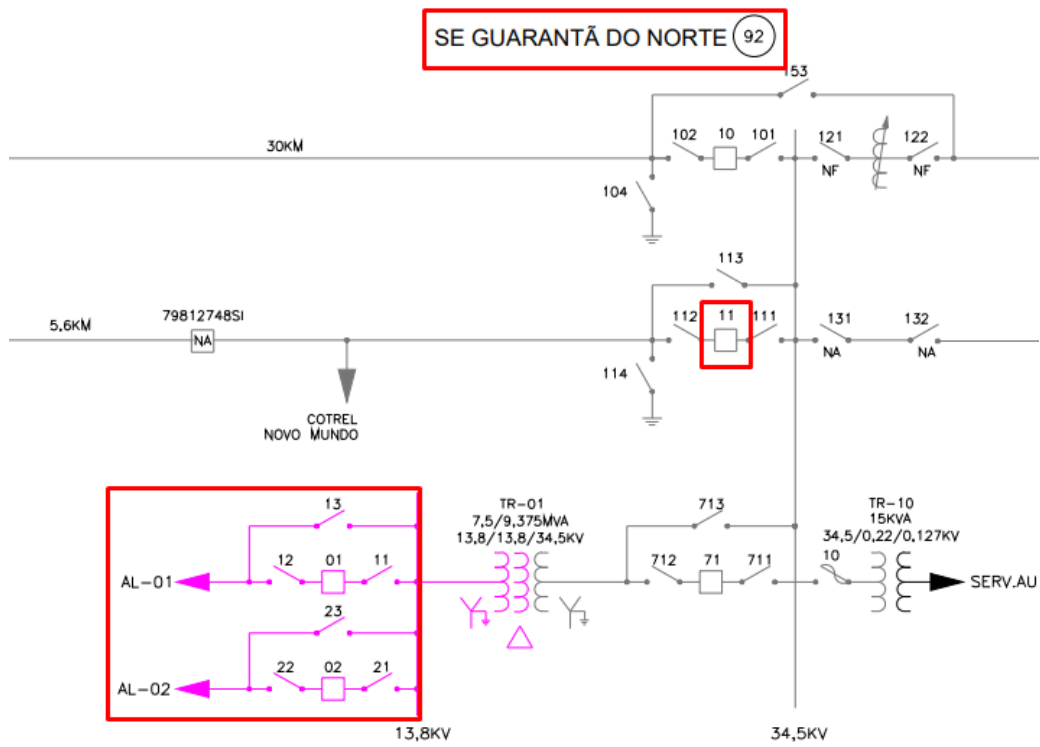 SE GUARANTÃ DO NORTE 92
153
30KM
102 10 101 121 122
NF NF
104
113
79812748SI
5,6KM
NA
112 11 111 131 132
NA NA
114
COTREL
NOVO MUNDO
13
TR-01
7,5/9,375MVA
13,8/13,8/34,5KV
713
TR-10
15KVA
34,5/0,22/0,127KV
12 01 11
712 71 711 10
AL-01
SERV.AU
23
22 02 21
AL-02
13,8KV 34,5KV